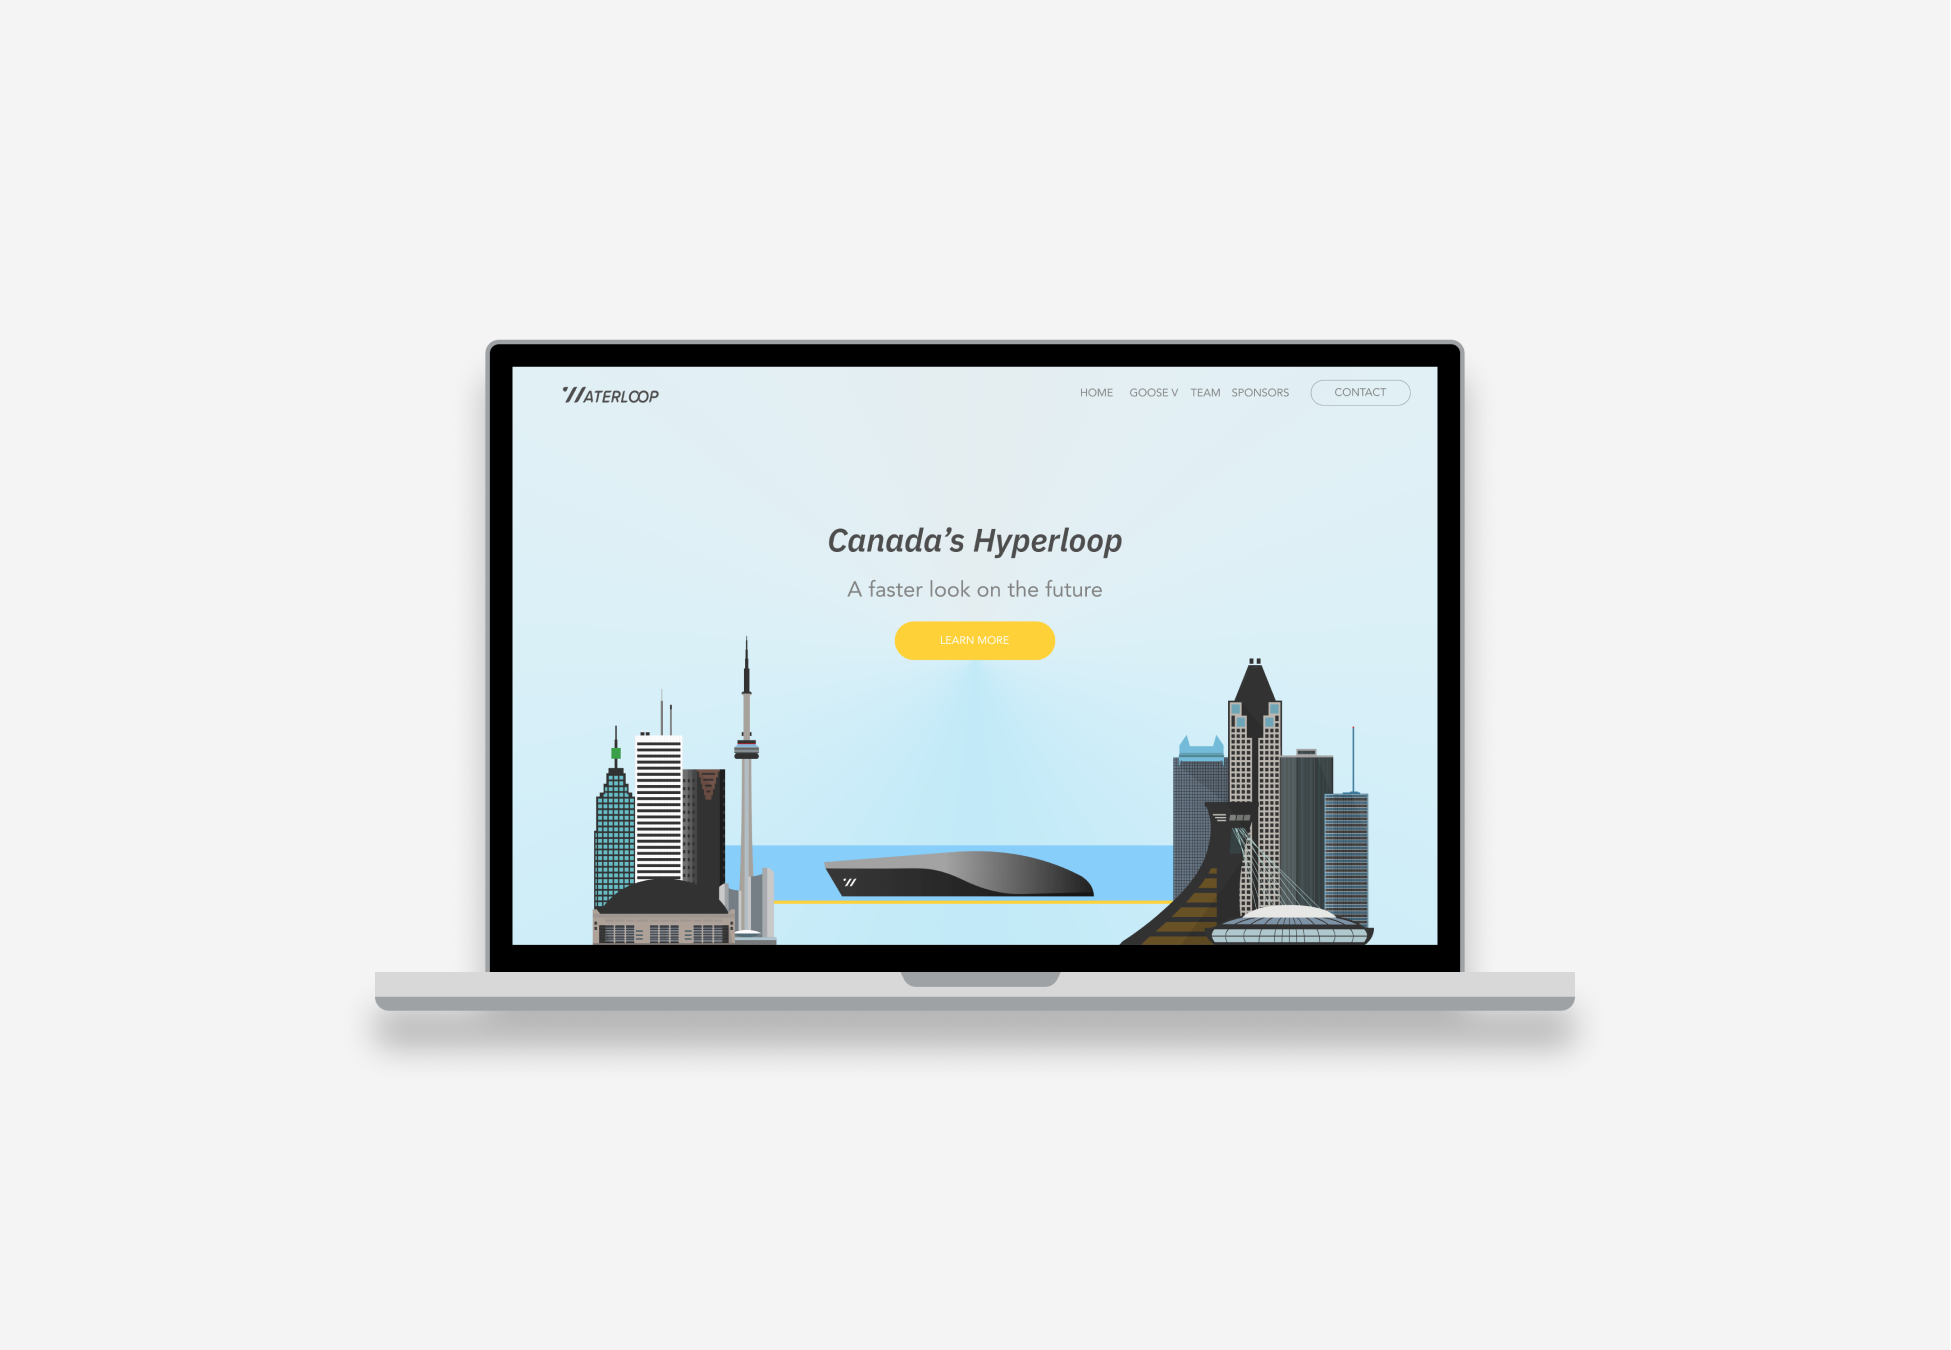 WATERLOOP
HOME GOOSE V TEAM SPONSORS CONTACT
Canada’s Hyperloop
A faster look on the future
LEARN MORE